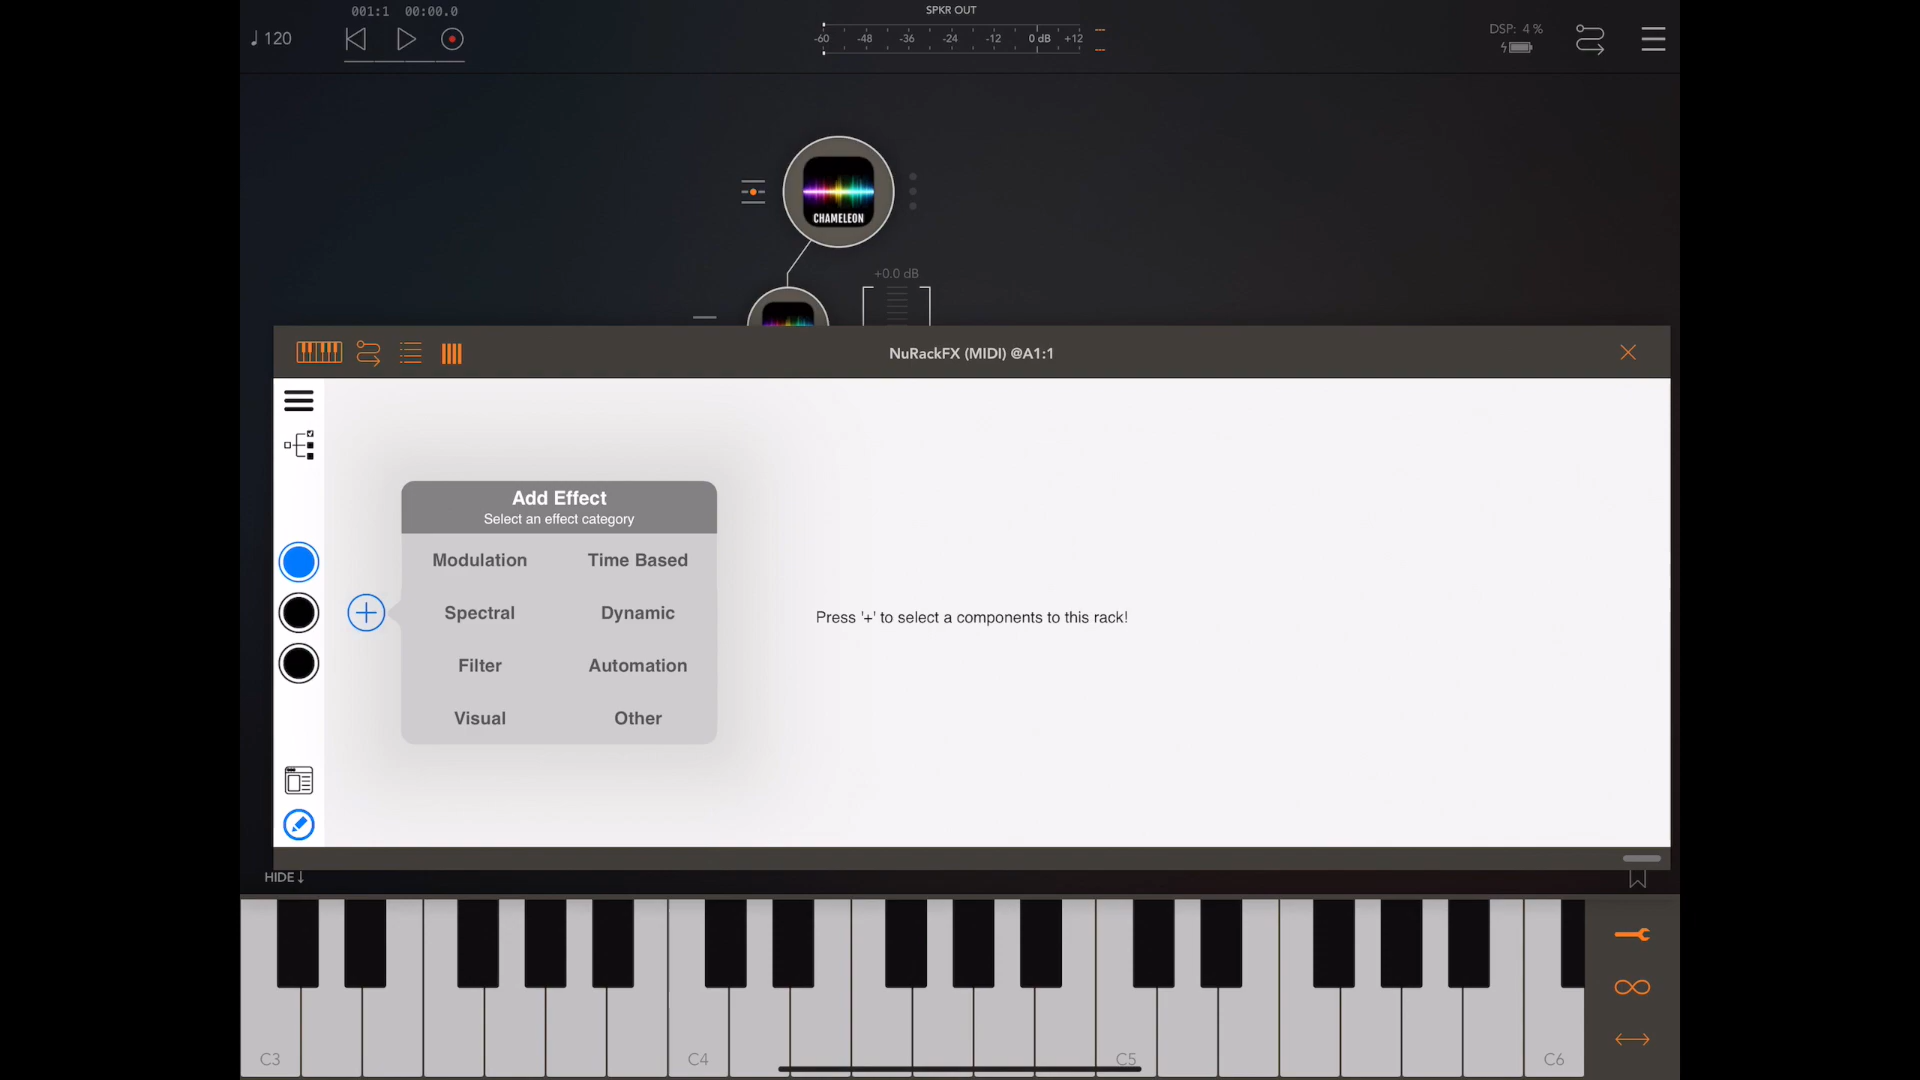 001:1 00:00.0
120
SPKR OUT
-60 -48 -36 -24 -12 0 dB +12
DSP: 4 %
CHAMELEON
+0.0 dB
NuRackFX (MIDI) @A1:1
Add Effect
Select an effect category
Modulation Time Based
Spectral Dynamic
Filter Automation
Visual Other
Press '+' to select a components to this rack!
HIDE
C3 C4 C5 C6